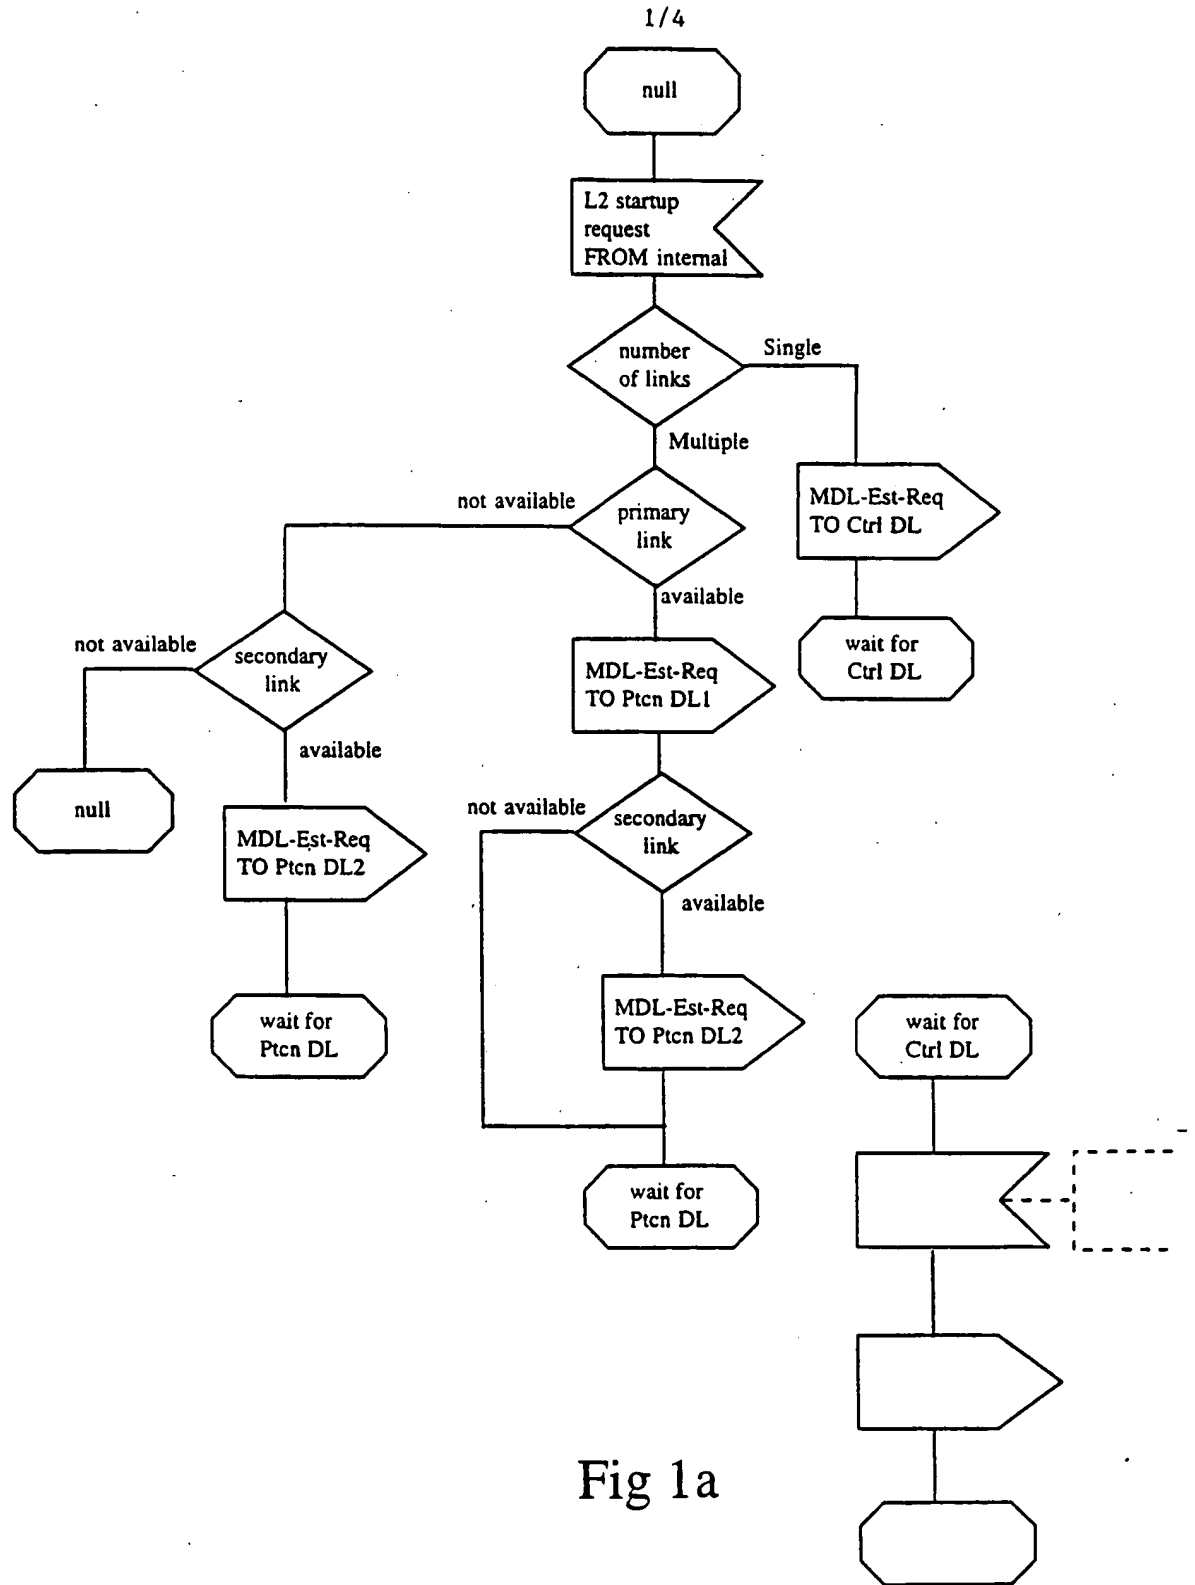 1/4
null
L2 startup
request
FROM internal
number
of links
Single
Multiple
MDL-Est-Req
TO Ctrl DL
not available
primary
link
available
wait for
Ctrl DL
not available
secondary
link
MDL-Est-Req
TO Ptcn DL1
available
null
not available
secondary
link
MDL-Est-Req
TO Ptcn DL2
available
wait for
Ptcn DL
MDL-Est-Req
TO Ptcn DL2
wait for
Ctrl DL
wait for
Ptcn DL
Fig 1a